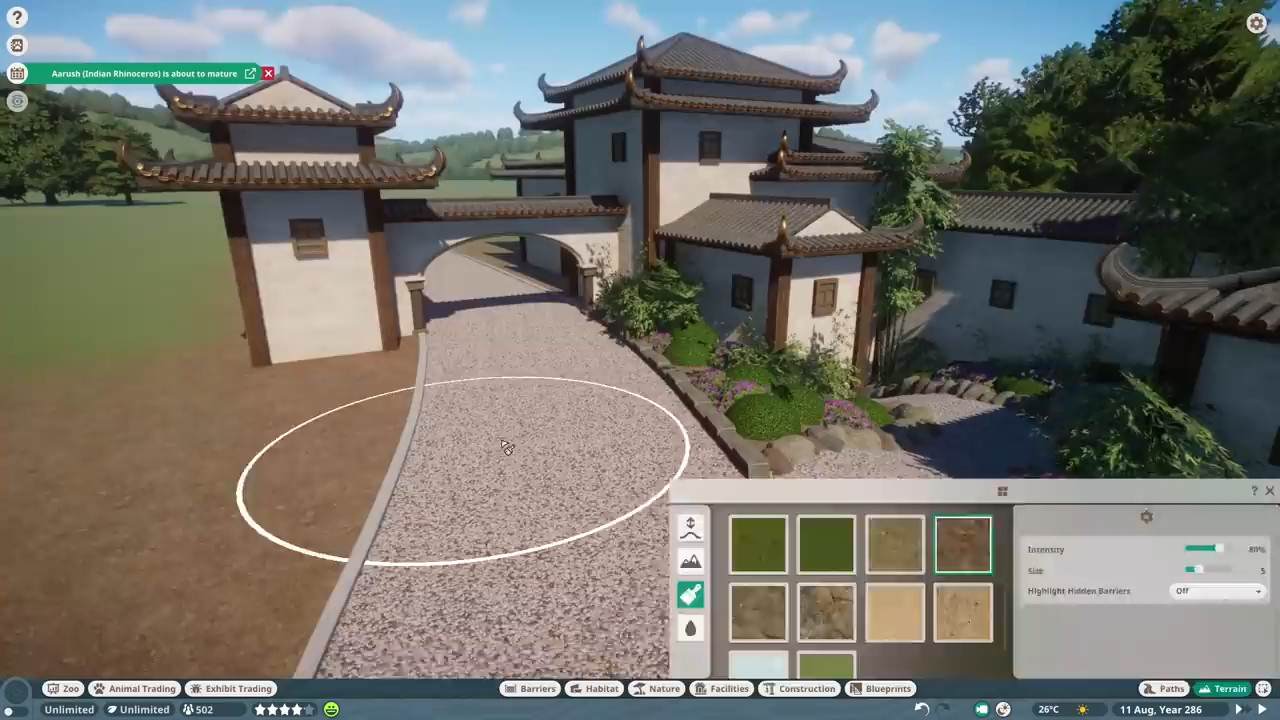 ?
Aarush (Indian Rhinoceros) is about to mature
?
Intensity 80%
Size 5
Highlight Hidden Barriers Off
Zoo Animal Trading Exhibit Trading Barriers Habitat Nature Facilities Construction Blueprints Paths Terrain
Unlimited Unlimited 502 26°C 11 Aug, Year 286